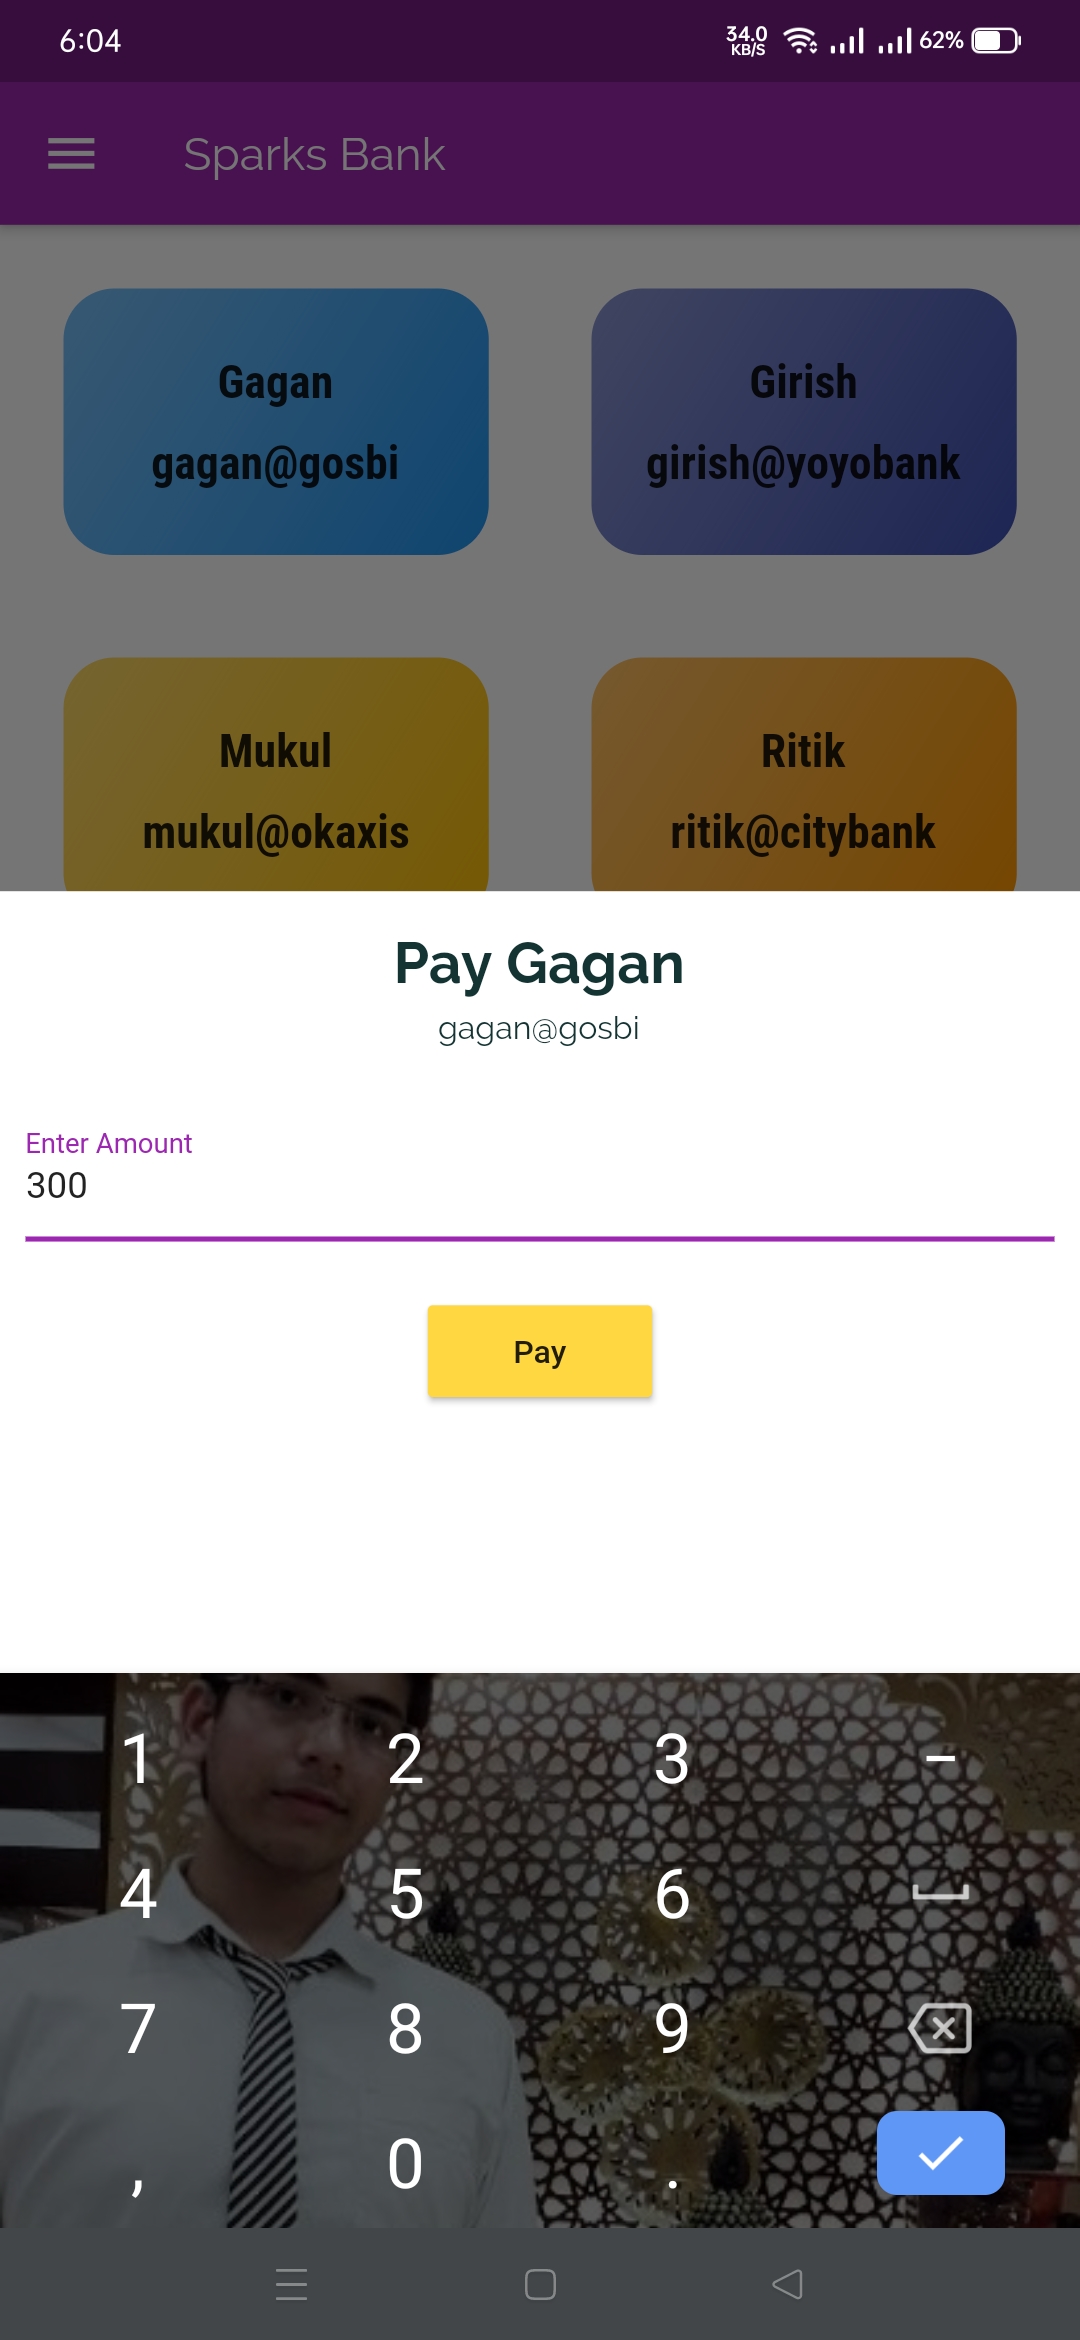 6:04
34.0
KB/S
62%
Sparks Bank
Gagan
gagan@gosbi
Girish
girish@yoyobank
Mukul
mukul@okaxis
Ritik
ritik@citybank
Pay Gagan
gagan@gosbi
Enter Amount
300
Pay
1 2 3 –
4 5 6
7 8 9
, 0 .